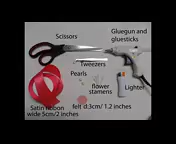 Scissors
Gluegun and
gluesticks
Tweezers
Pearls
flower
stamens
Lighter
Satin ribbon
wide 5cm/2 inches
felt d.3cm/ 1.2 inches